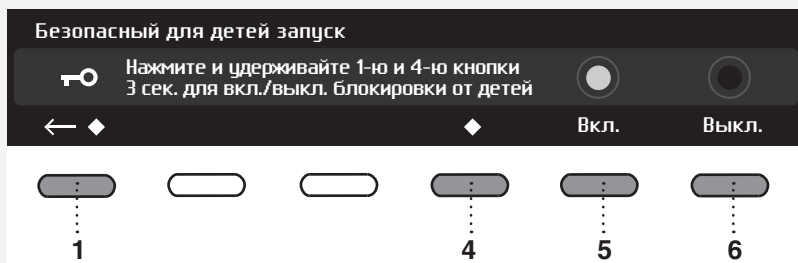 Безопасный для детей запуск
Нажмите и удерживайте 1-ю и 4-ю кнопки
3 сек. для вкл./выкл. блокировки от детей
← ◆ ◆ Вкл. Выкл.
1 4 5 6